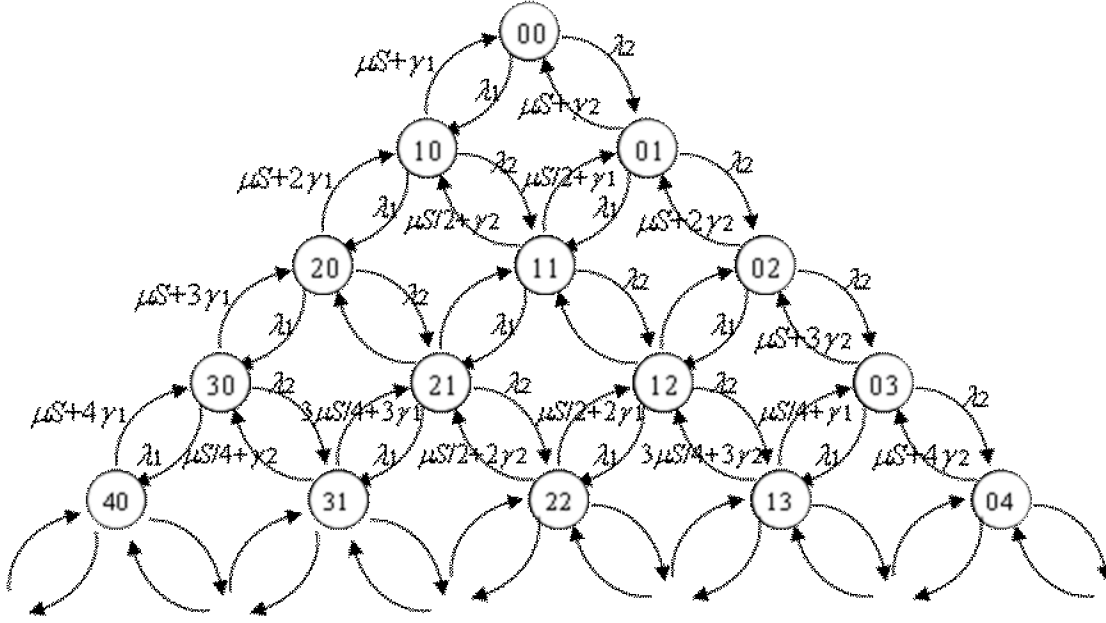 00
μS+γ1 λ2
λ1 μS+γ2
10 01
λ2 μS/2+γ1 λ2
μS+2γ1 λ1 μS/2+γ2 λ1 μS+2γ2
20 11 02
μS+3γ1 λ2 λ2 λ2
λ1 λ1 λ1 μS+3γ2
30 21 12 03
μS+4γ1 λ2 3μS/4+3γ1 λ2 μS/2+2γ1 λ2 μS/4+γ1 λ2
λ1 μS/4+γ2 λ1 μS/2+2γ2 λ1 3μS/4+3γ2 λ1 μS+4γ2
40 31 22 13 04